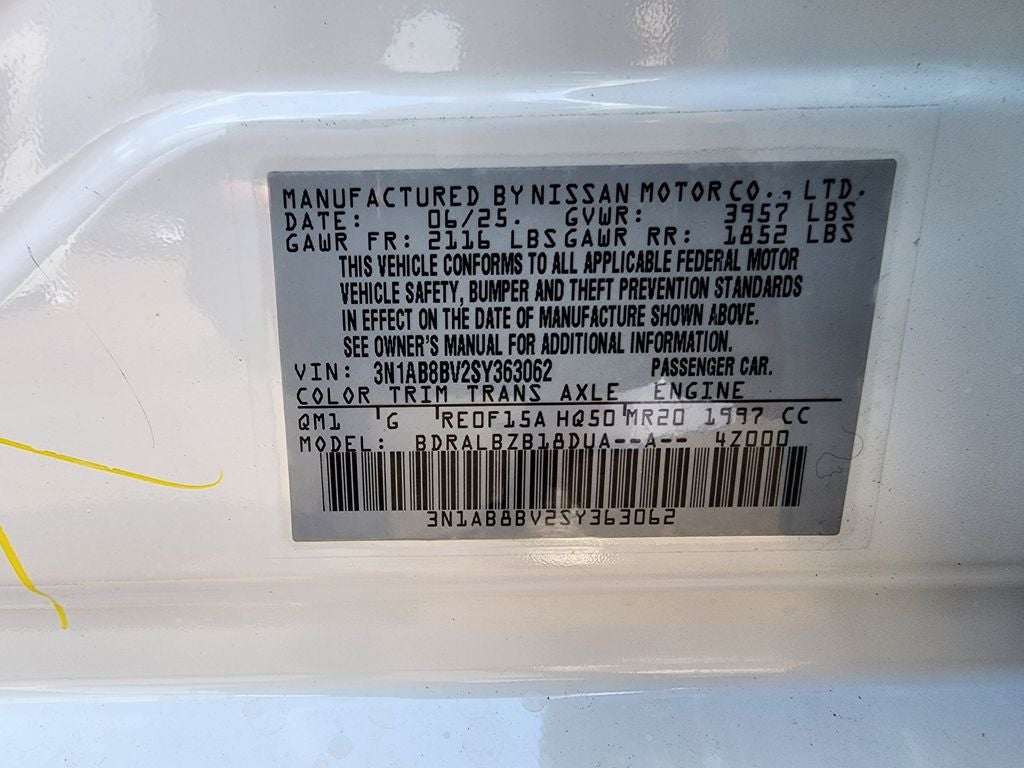 MANUFACTURED BY NISSAN MOTOR CO., LTD.
DATE: 06/25. GVWR: 3957 LBS
GAWR FR: 2116 LBS GAWR RR: 1852 LBS
THIS VEHICLE CONFORMS TO ALL APPLICABLE FEDERAL MOTOR
VEHICLE SAFETY, BUMPER AND THEFT PREVENTION STANDARDS
IN EFFECT ON THE DATE OF MANUFACTURE SHOWN ABOVE.
SEE OWNER'S MANUAL FOR ADDITIONAL INFORMATION.
VIN: 3N1AB8BV2SY363062 PASSENGER CAR.
COLOR TRIM TRANS AXLE ENGINE
QM1 G RE0F15A HQ50 MR20 1997 CC
MODEL: BDRALBZB18DUA--A-- 4Z000
3N1AB8BV2SY363062